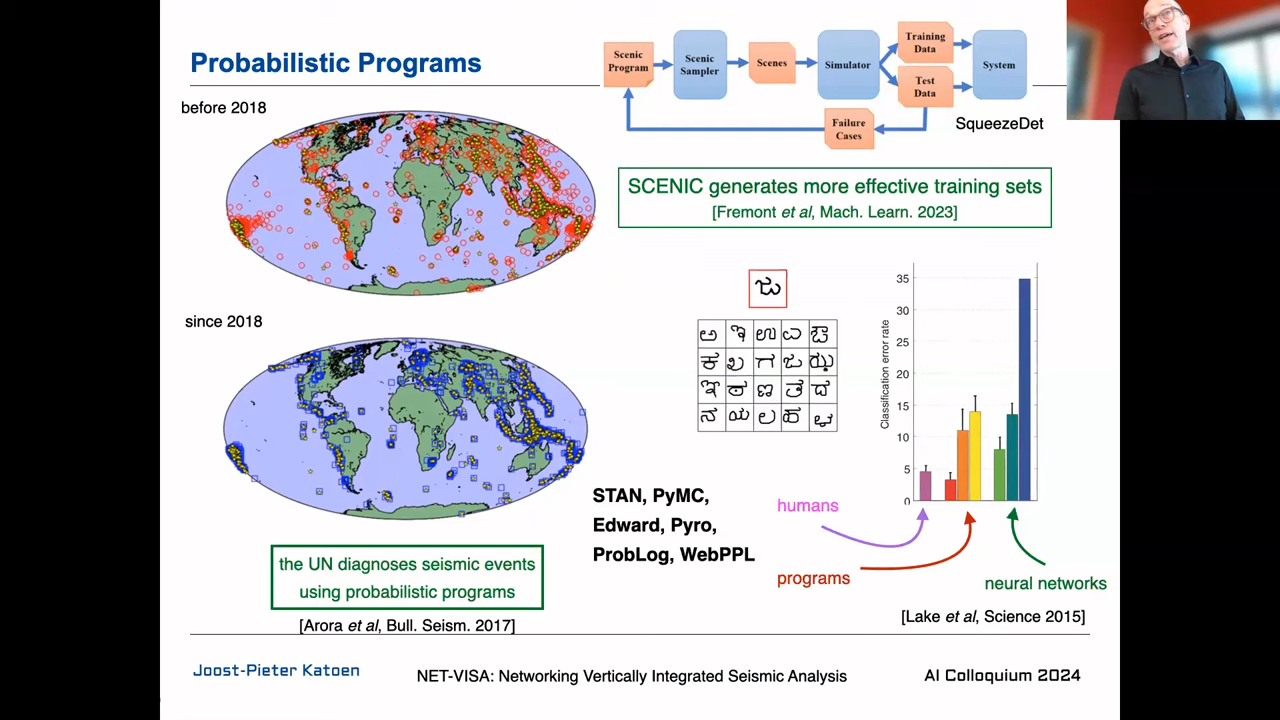 Probabilistic Programs
Scenic
Program
Scenic
Sampler
Scenes
Simulator
Training
Data
Test
Data
System
Failure
Cases
SqueezeDet
before 2018
SCENIC generates more effective training sets
[Fremont et al, Mach. Learn. 2023]
since 2018
ಜ
ಅ ಇ ಉ ಎ ಔ
ಕ ಖ ಗ ಜ ಝ
ಞ ಠ ಣ ತ ದ
ನ ಯ ಲ ಹ ಳ
Classification error rate
35
30
25
20
15
10
5
0
STAN, PyMC,
Edward, Pyro,
ProbLog, WebPPL
humans
programs
neural networks
the UN diagnoses seismic events
using probabilistic programs
[Arora et al, Bull. Seism. 2017]
[Lake et al, Science 2015]
Joost-Pieter Katoen
NET-VISA: Networking Vertically Integrated Seismic Analysis
AI Colloquium 2024